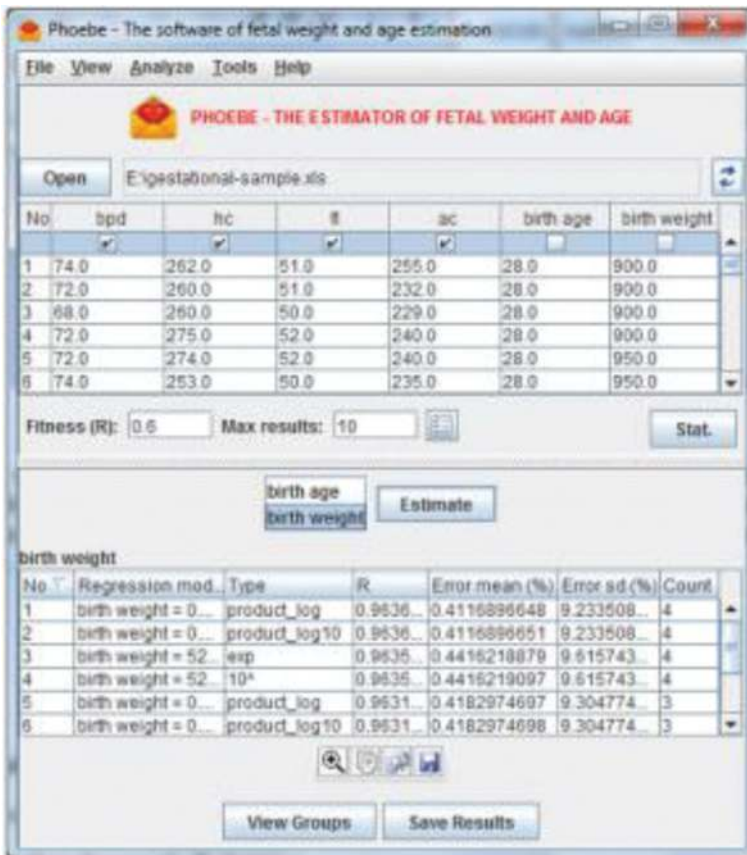 Phoebe - The software of fetal weight and age estimation
File View Analyze Tools Help
PHOEBE - THE ESTIMATOR OF FETAL WEIGHT AND AGE
Open E:\gestational-sample.xls
No bpd hc fl ac birth age birth weight
1 74.0 262.0 51.0 255.0 28.0 900.0
2 72.0 260.0 51.0 232.0 28.0 900.0
3 68.0 260.0 50.0 229.0 28.0 900.0
4 72.0 275.0 52.0 240.0 28.0 900.0
5 72.0 274.0 52.0 240.0 28.0 950.0
6 74.0 253.0 50.0 235.0 28.0 950.0
Fitness (R): 0.6 Max results: 10 Stat.
birth age
birth weight
Estimate
birth weight
No Regression mod... Type R Error mean (%) Error sd (%) Count
1 birth weight = 0.... product_log 0.9636... 0.4116896648 9.233508... 4
2 birth weight = 0.... product_log10 0.9636... 0.4116896651 9.233508... 4
3 birth weight = 52... exp 0.9635... 0.4416218879 9.615743... 4
4 birth weight = 52... 10^ 0.9635... 0.4416219097 9.615743... 4
5 birth weight = 0.... product_log 0.9631... 0.4182974697 9.304774... 3
6 birth weight = 0.... product_log10 0.9631... 0.4182974698 9.304774... 3
View Groups Save Results